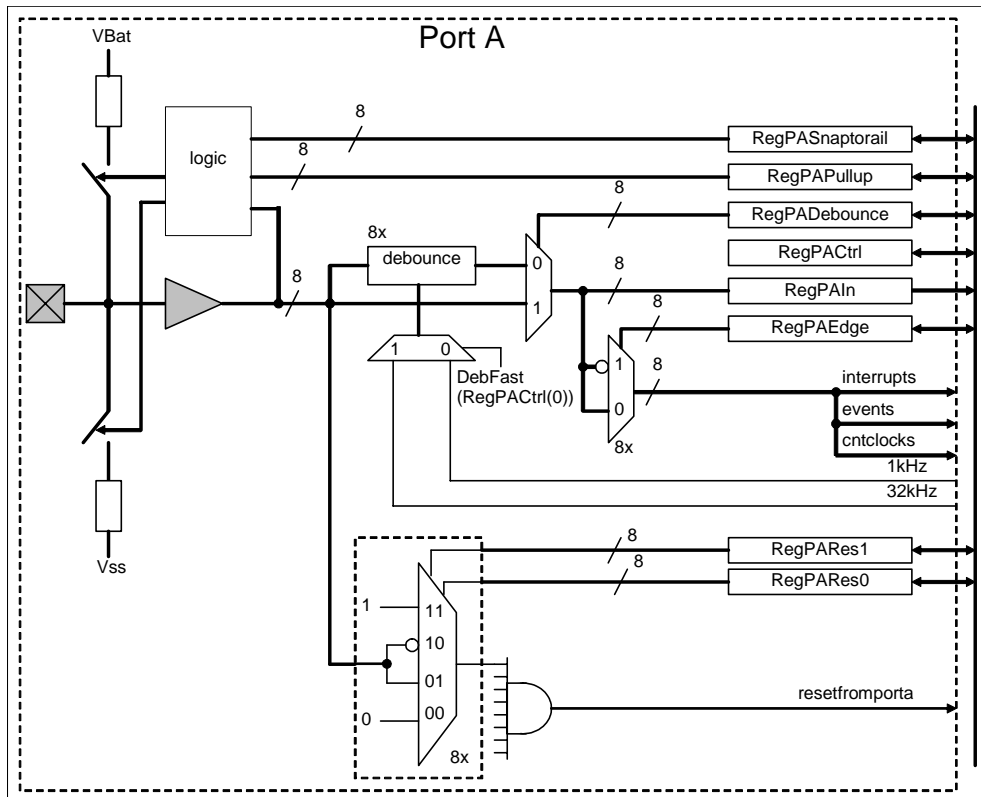 Port A
VBat
8
RegPASnaptorail
logic
8
RegPAPullup
8
RegPADebounce
8x
debounce
0
RegPACtrl
8
1
8
RegPAIn
8
RegPAEdge
1
0
1
8
DebFast
(RegPACtrl(0))
interrupts
0
events
8x
cntclocks
1kHz
32kHz
8
RegPARes1
Vss
8
RegPARes0
1
11
10
01
00
0
resetfromporta
8x